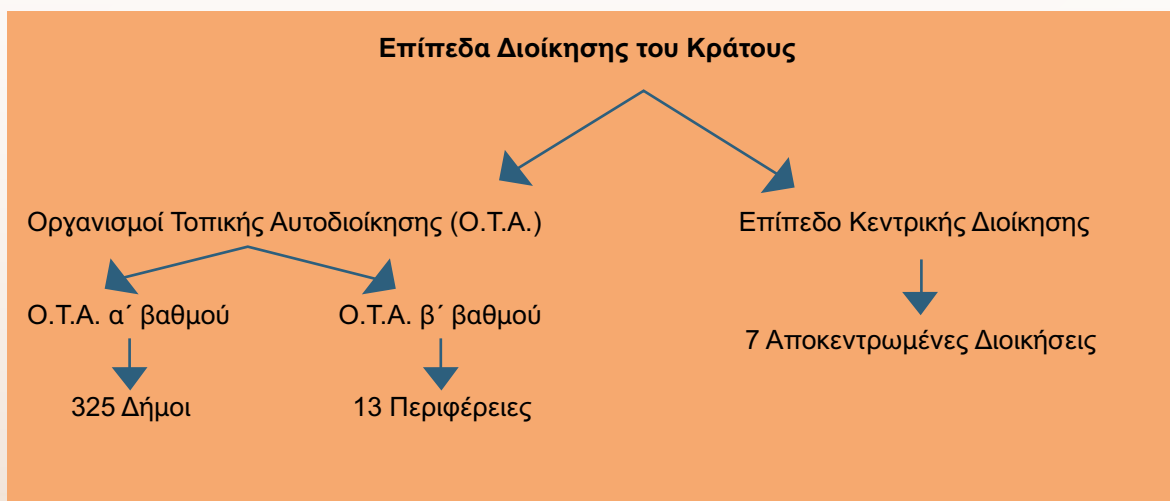 Επίπεδα Διοίκησης του Κράτους
Οργανισμοί Τοπικής Αυτοδιοίκησης (Ο.Τ.Α.)
Επίπεδο Κεντρικής Διοίκησης
Ο.Τ.Α. α΄ βαθμού
Ο.Τ.Α. β΄ βαθμού
7 Αποκεντρωμένες Διοικήσεις
325 Δήμοι
13 Περιφέρειες